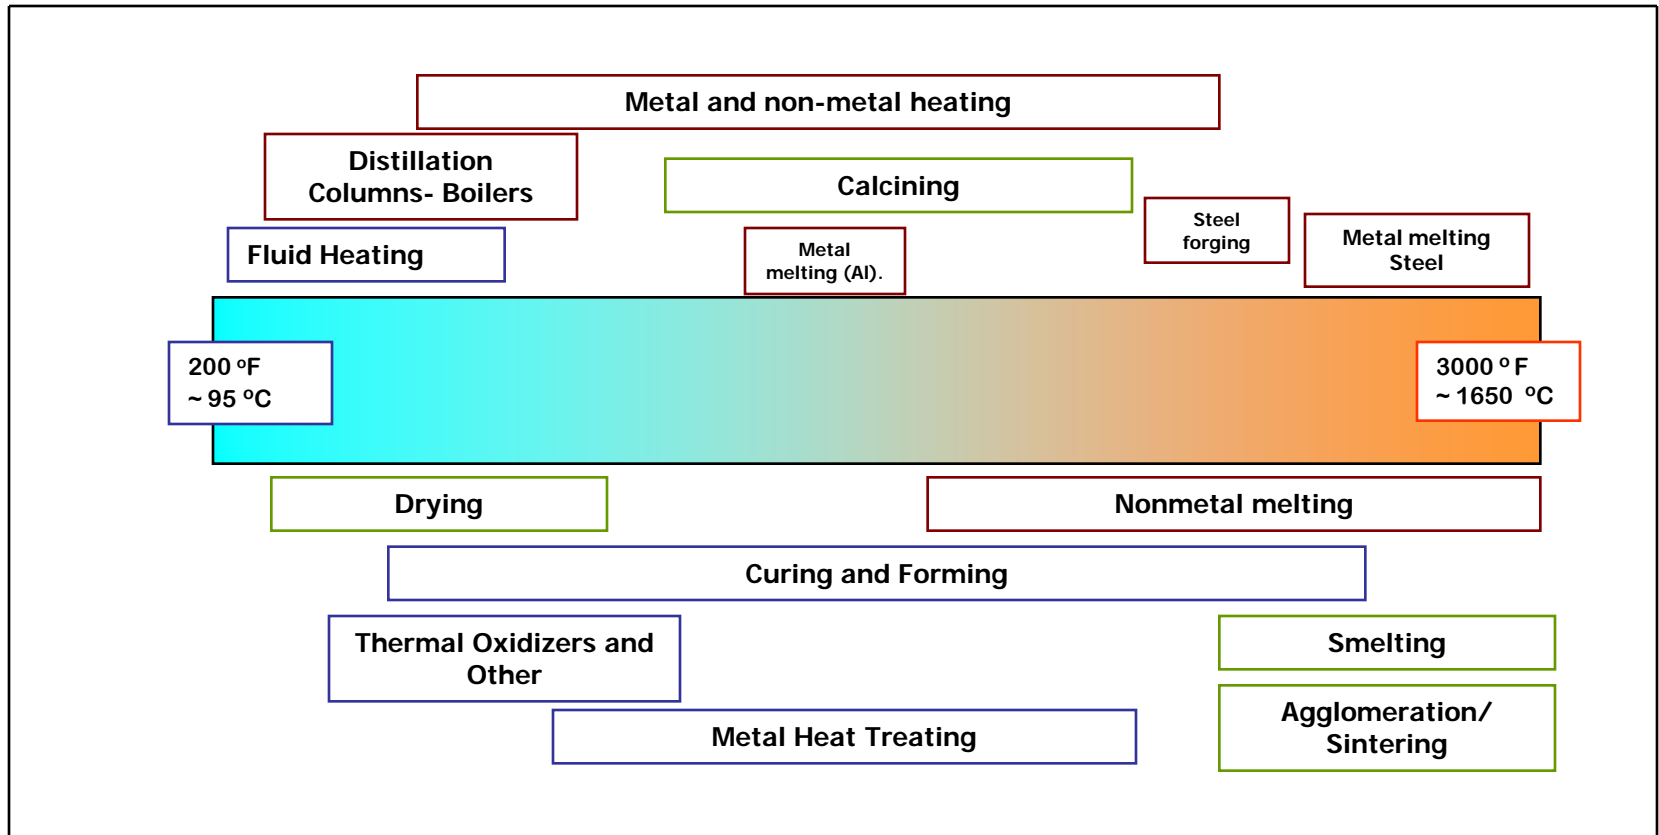 Metal and non-metal heating
Distillation
Columns- Boilers
Calcining
Steel
forging
Metal melting
Steel
Fluid Heating
Metal
melting (Al).
200 ºF
~ 95 ºC
3000 º F
~ 1650 ºC
Drying
Nonmetal melting
Curing and Forming
Thermal Oxidizers and
Other
Smelting
Metal Heat Treating
Agglomeration/
Sintering